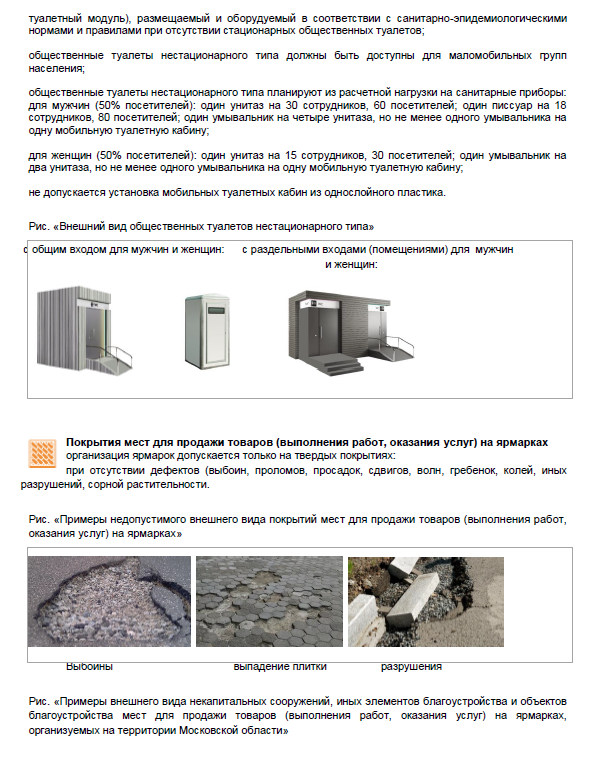 туалетный модуль), размещаемый и оборудуемый в соответствии с санитарно-эпидемиологическими
нормами и правилами при отсутствии стационарных общественных туалетов;
общественные туалеты нестационарного типа должны быть доступны для маломобильных групп
населения;
общественные туалеты нестационарного типа планируют из расчетной нагрузки на санитарные приборы:
для мужчин (50% посетителей): один унитаз на 30 сотрудников, 60 посетителей; один писсуар на 18
сотрудников, 80 посетителей; один умывальник на четыре унитаза, но не менее одного умывальника на
одну мобильную туалетную кабину;
для женщин (50% посетителей): один унитаз на 15 сотрудников, 30 посетителей; один умывальник на
два унитаза, но не менее одного умывальника на одну мобильную туалетную кабину;
не допускается установка мобильных туалетных кабин из однослойного пластика.
Рис. «Внешний вид общественных туалетов нестационарного типа»
с общим входом для мужчин и женщин: с раздельными входами (помещениями) для мужчин
и женщин:
Покрытия мест для продажи товаров (выполнения работ, оказания услуг) на ярмарках
организация ярмарок допускается только на твердых покрытиях:
при отсутствии дефектов (выбоин, проломов, просадок, сдвигов, волн, гребенок, колей, иных
разрушений, сорной растительности.
Рис. «Примеры недопустимого внешнего вида покрытий мест для продажи товаров (выполнения работ,
оказания услуг) на ярмарках»
Выбоины выпадение плитки разрушения
Рис. «Примеры внешнего вида некапитальных сооружений, иных элементов благоустройства и объектов
благоустройства мест для продажи товаров (выполнения работ, оказания услуг) на ярмарках,
организуемых на территории Московской области»